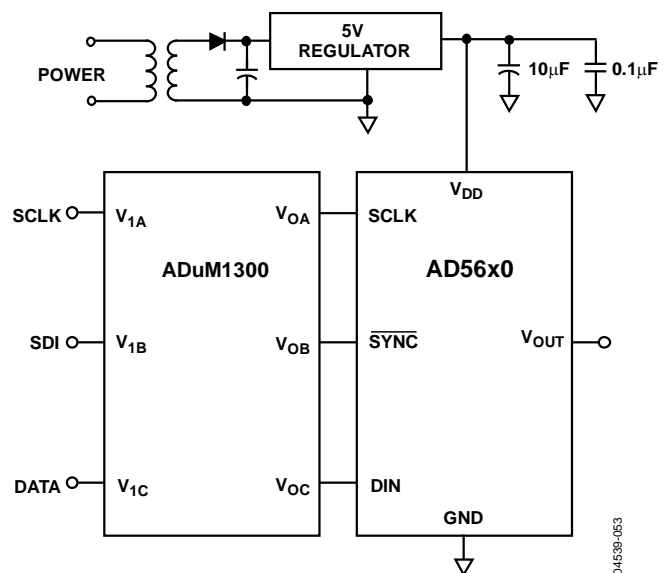 5V
REGULATOR
POWER
10μF
0.1μF
VDD
SCLK
V1A
VOA
SCLK
ADuM1300
AD56x0
SDI
V1B
VOB
SYNC
VOUT
DATA
V1C
VOC
DIN
GND
04539-053